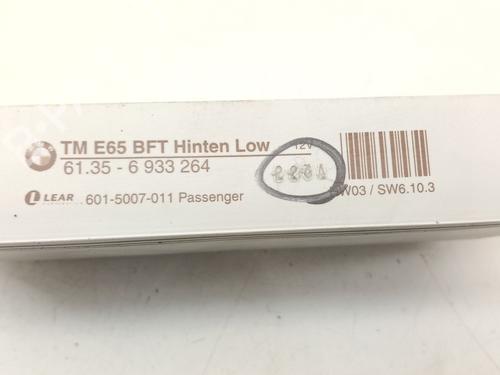 TM E65 BFT Hinten Low 12V
61.35 - 6 933 264
LEAR 601-5007-011 Passenger
HW03 / SW6.10.3